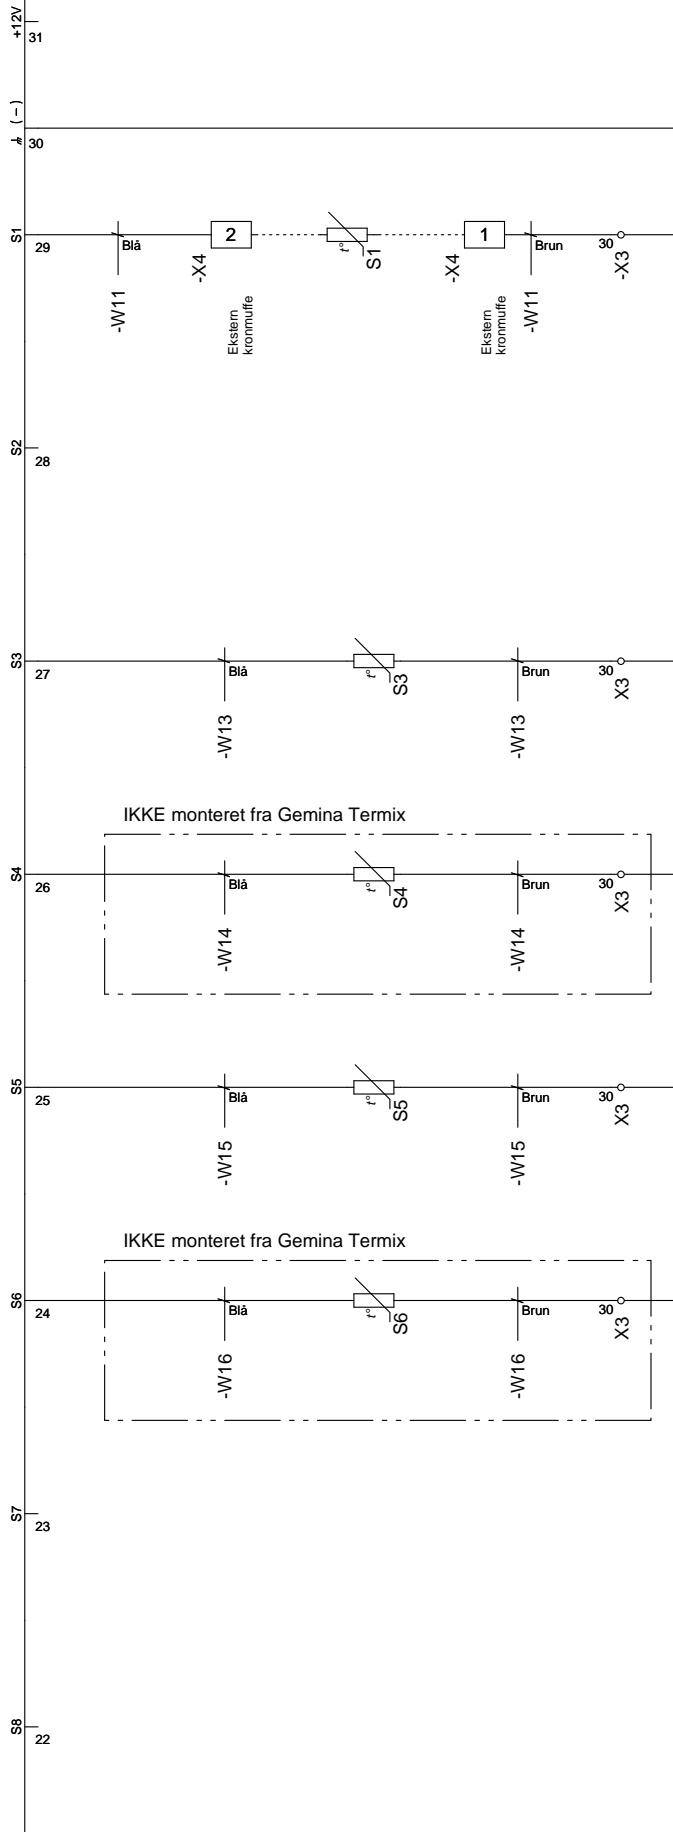 +12V
31
(-)
30
S1
29
Blå
-W11
2
-X4
Ekstern
kronmuffe
t°
S1
1
-X4
Ekstern
kronmuffe
Brun
-W11
30
-X3
S2
28
S3
27
Blå
-W13
t°
S3
Brun
-W13
30
X3
IKKE monteret fra Gemina Termix
S4
26
Blå
-W14
t°
S4
Brun
-W14
30
X3
S5
25
Blå
-W15
t°
S5
Brun
-W15
30
X3
IKKE monteret fra Gemina Termix
S6
24
Blå
-W16
t°
S6
Brun
-W16
30
X3
S7
23
S8
22